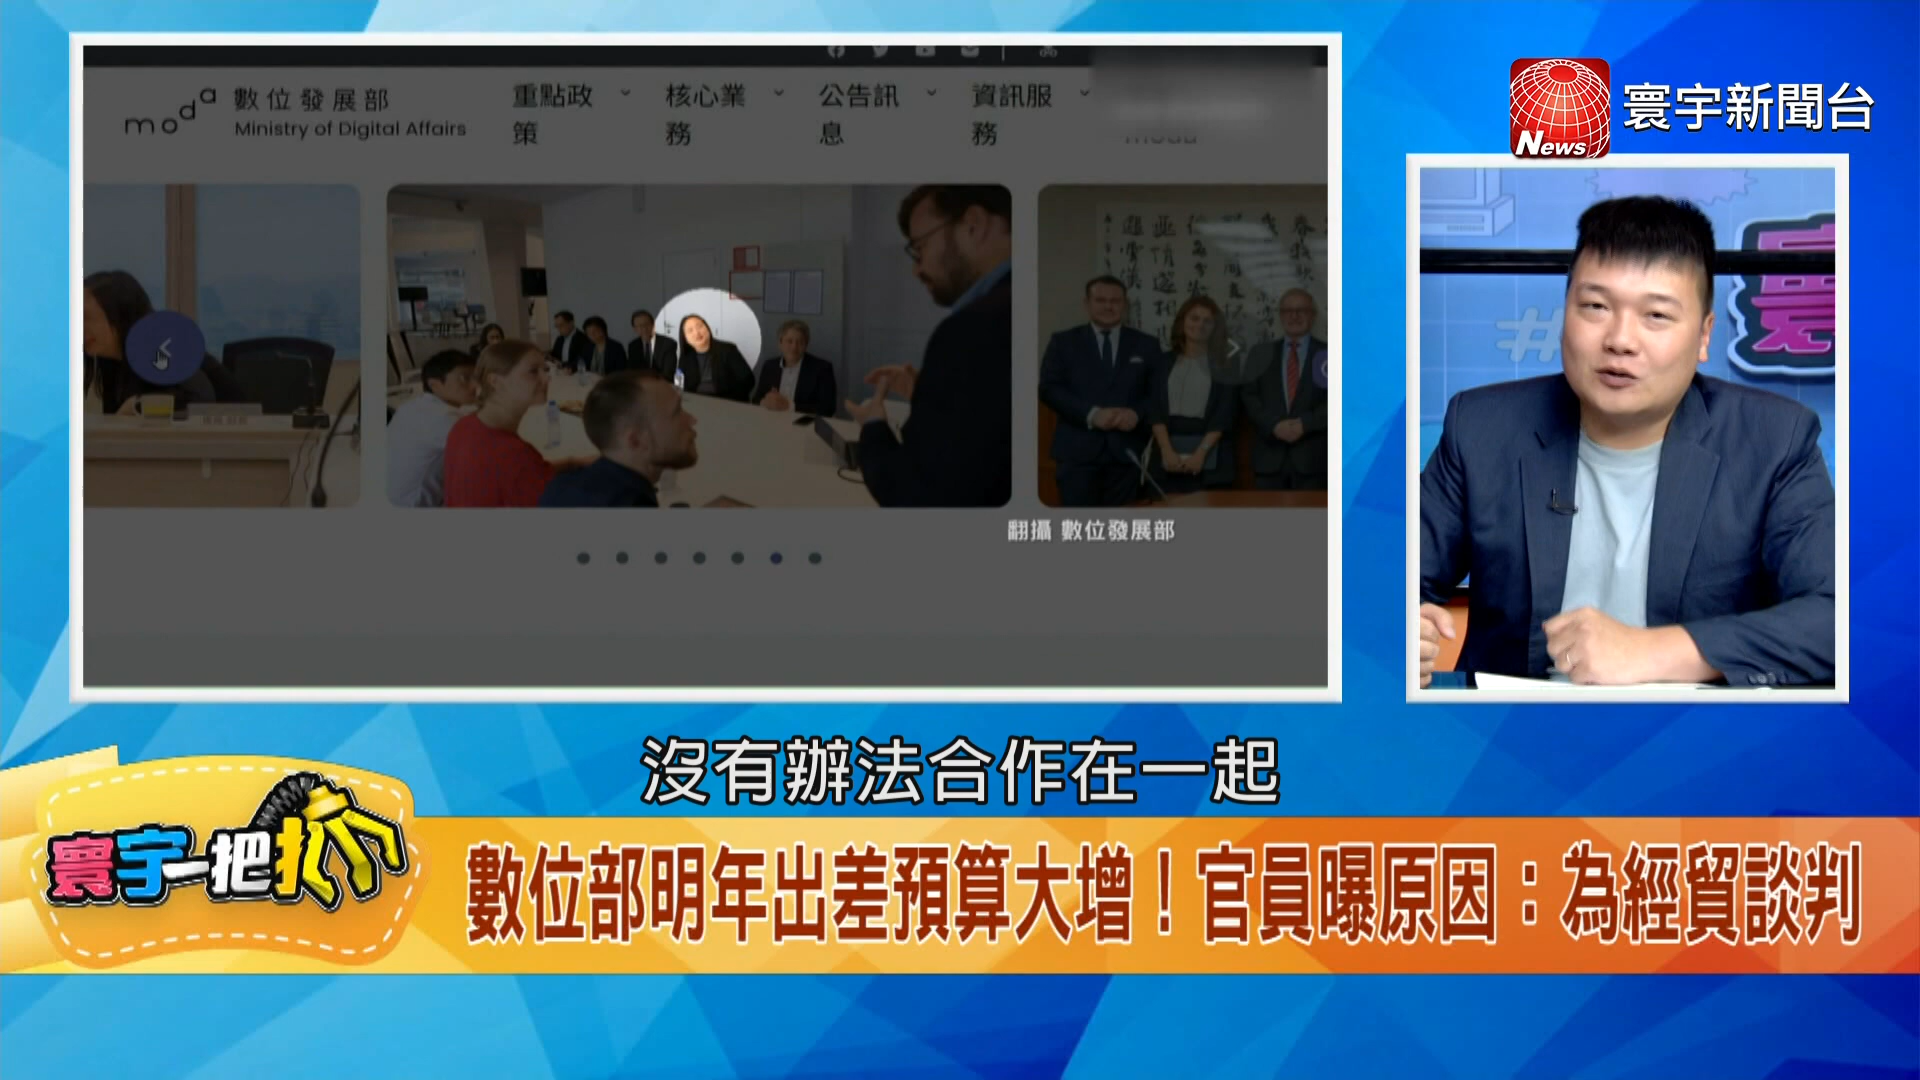 moda
數位發展部
Ministry of Digital Affairs
重點政策
核心業務
公告訊息
資訊服務
News
寰宇新聞台
翻攝 數位發展部
沒有辦法合作在一起
寰宇一把抓
數位部明年出差預算大增！官員曝原因：為經貿談判